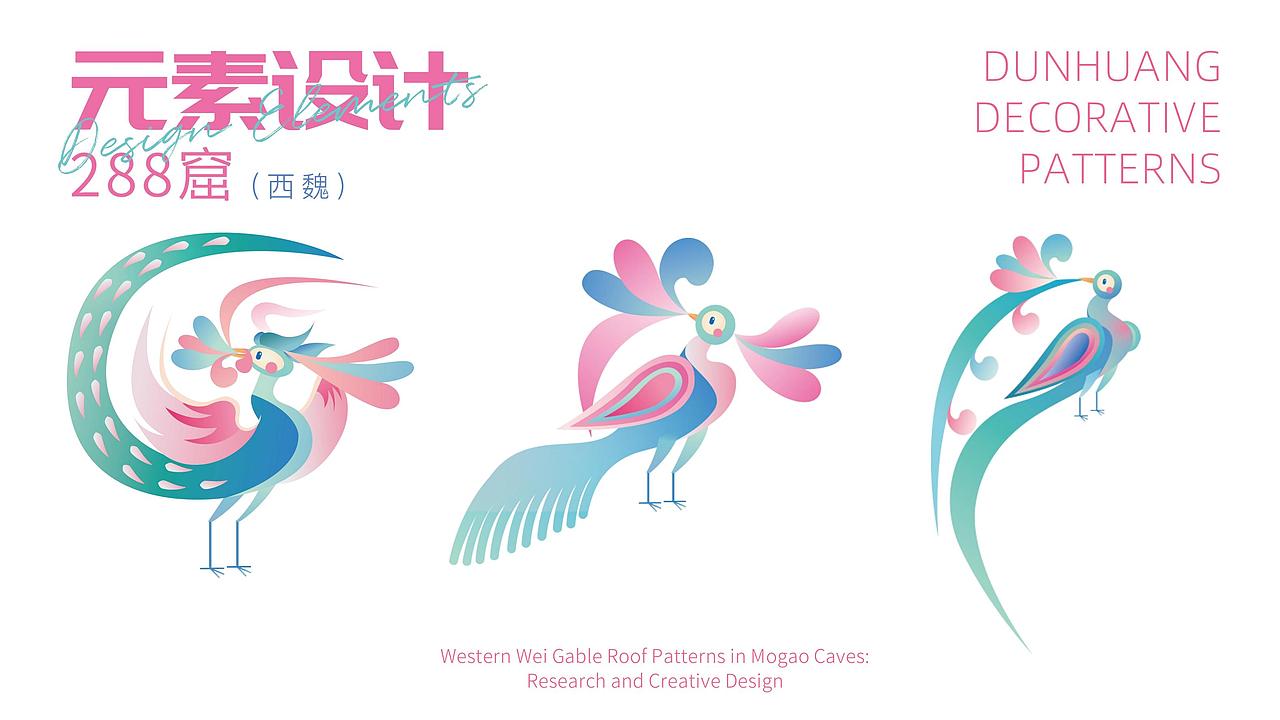 元素设计
Design Elements
288窟（西魏）
DUNHUANG
DECORATIVE
PATTERNS
Western Wei Gable Roof Patterns in Mogao Caves:
Research and Creative Design